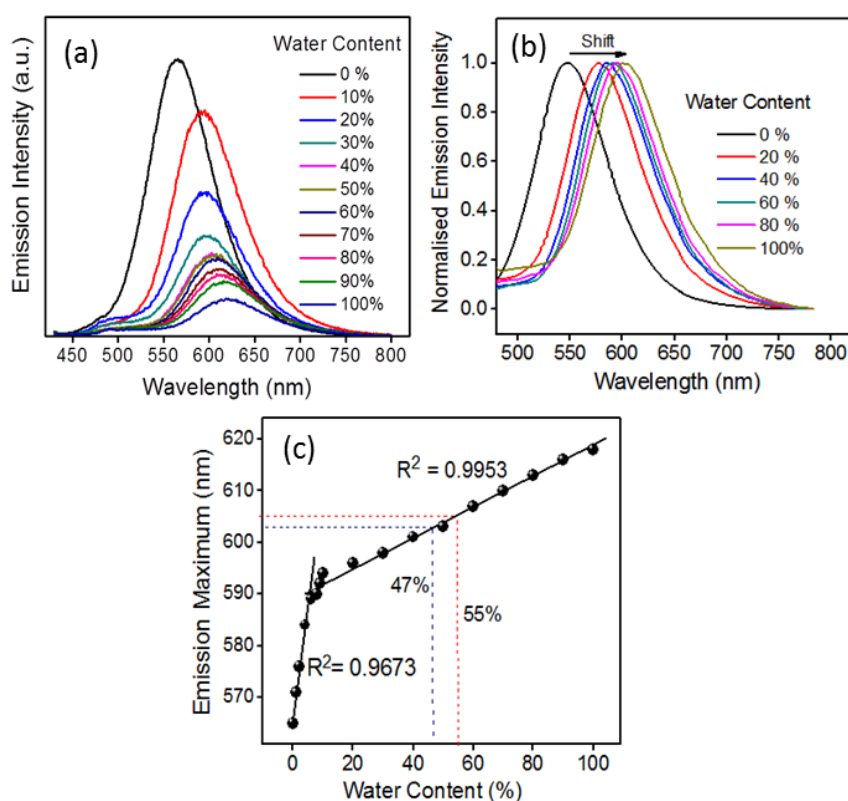 (a)
Water Content
0 %
10%
20%
30%
40%
50%
60%
70%
80%
90%
100%
Emission Intensity (a.u.)
450 500 550 600 650 700 750 800
Wavelength (nm)
(b)
Shift
Water Content
0 %
20 %
40 %
60 %
80 %
100%
Normalised Emission Intensity
1.0
0.8
0.6
0.4
0.2
0.0
500 550 600 650 700 750 800
Wavelength (nm)
(c)
R² = 0.9953
47%
55%
R²= 0.9673
Emission Maximum (nm)
620
610
600
590
580
570
0 20 40 60 80 100
Water Content (%)